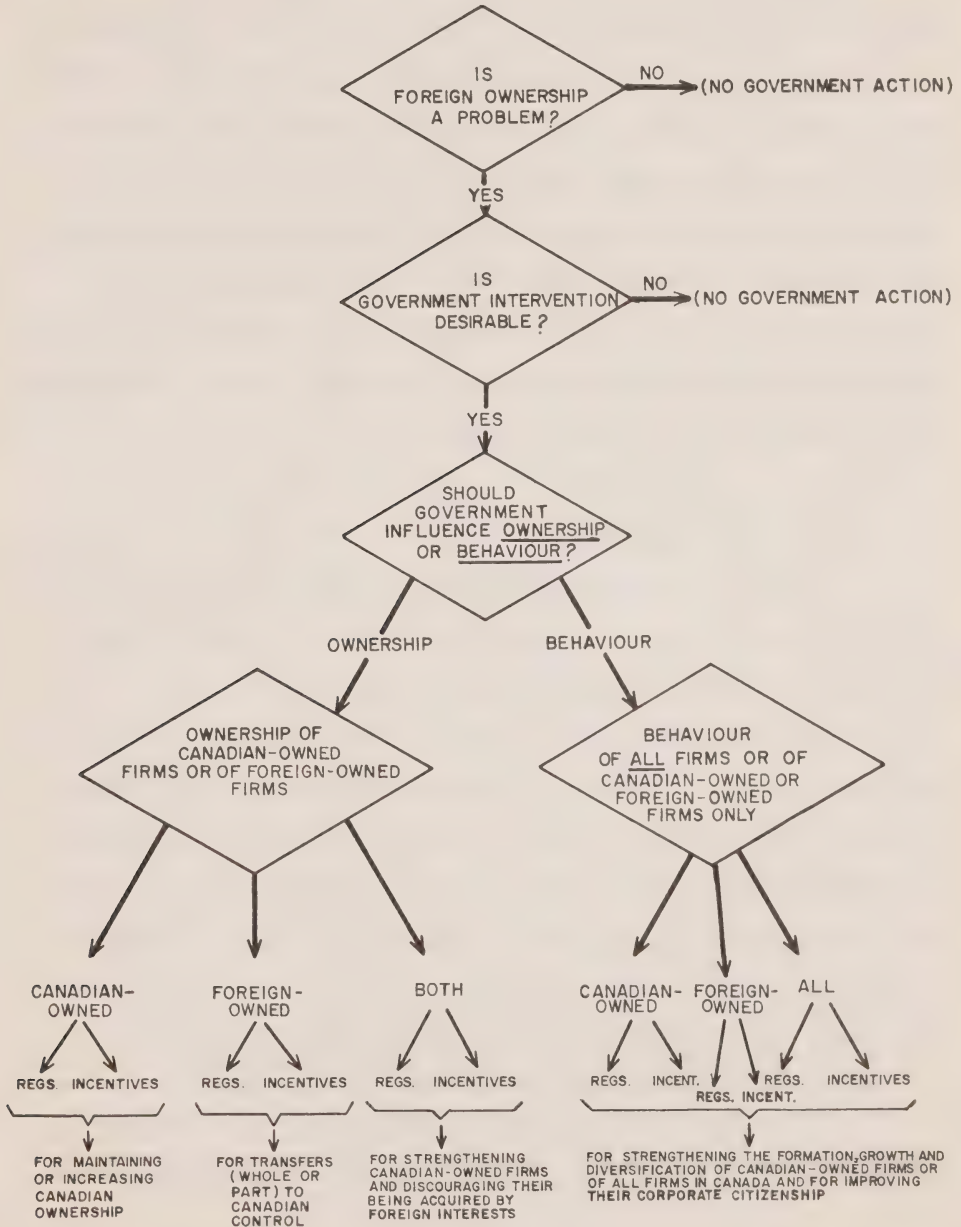 IS
FOREIGN OWNERSHIP
A PROBLEM?
NO
(NO GOVERNMENT ACTION)
YES
IS
GOVERNMENT INTERVENTION
DESIRABLE?
NO
(NO GOVERNMENT ACTION)
YES
SHOULD
GOVERNMENT
INFLUENCE OWNERSHIP
OR BEHAVIOUR?
OWNERSHIP
BEHAVIOUR
OWNERSHIP OF
CANADIAN-OWNED
FIRMS OR OF FOREIGN-OWNED
FIRMS
BEHAVIOUR
OF ALL FIRMS OR OF
CANADIAN-OWNED OR
FOREIGN-OWNED
FIRMS ONLY
CANADIAN-
OWNED
FOREIGN-
OWNED
BOTH
CANADIAN-
OWNED
FOREIGN-
OWNED
ALL
REGS. INCENTIVES
REGS. INCENTIVES
REGS. INCENTIVES
REGS. INCENT.
REGS. INCENT.
REGS. INCENTIVES
FOR MAINTAINING
OR INCREASING
CANADIAN
OWNERSHIP
FOR TRANSFERS
(WHOLE OR
PART) TO
CANADIAN
CONTROL
FOR STRENGTHENING
CANADIAN-OWNED FIRMS
AND DISCOURAGING THEIR
BEING ACQUIRED BY
FOREIGN INTERESTS
FOR STRENGTHENING THE FORMATION, GROWTH AND
DIVERSIFICATION OF CANADIAN-OWNED FIRMS OR
OF ALL FIRMS IN CANADA AND FOR IMPROVING
THEIR CORPORATE CITIZENSHIP